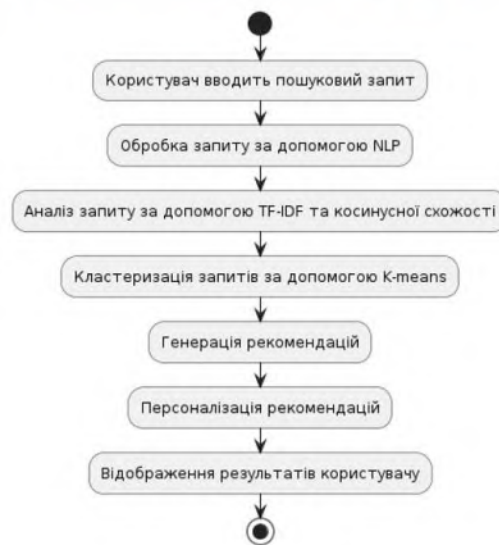 Користувач вводить пошуковий запит
Обробка запиту за допомогою NLP
Аналіз запиту за допомогою TF-IDF та косинусної схожості
Кластеризація запитів за допомогою K-means
Генерація рекомендацій
Персоналізація рекомендацій
Відображення результатів користувачу